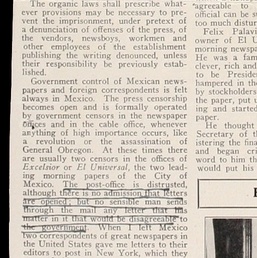 The organic laws shall prescribe what-
ever provisions may be necessary to pre-
vent the imprisonment, under pretext of
a denunciation of offenses of the press, of
the vendors, newsboys, workmen and
other employees of the establishment
publishing the writing denounced, unless
their responsibility be previously estab-
lished.
Government control of Mexican news-
papers and foreign correspondents is felt
always in Mexico. The press censorship
becomes open and is formally operated
by government censors in the newspaper
offices and in the cable office, whenever
anything of high importance occurs, like
a revolution or the assassination of
General Obregon. At these times there
are usually two censors in the offices of
Excelsior or El Universal, the two lead-
ing morning papers of the City of
Mexico. The post-office is distrusted,
although there is no admission that letters
are opened; but no sensible man sends
through the mail any letter that has
matter in it that would be disagreeable to
the government. When I left Mexico
two correspondents of great newspapers in
the United States gave me letters to their
editors to post in New York, which they
agreeable to
official can be s
too much distur
Felix Palavi
owner of El U
morning newspa
He was a fam
clever, rich and
to be Presiden
hampered in the
by stockholders
the paper, put
ing and started
paper.
He thought
Secretary of t
istering the finan
and began cri
word to him th
would put his